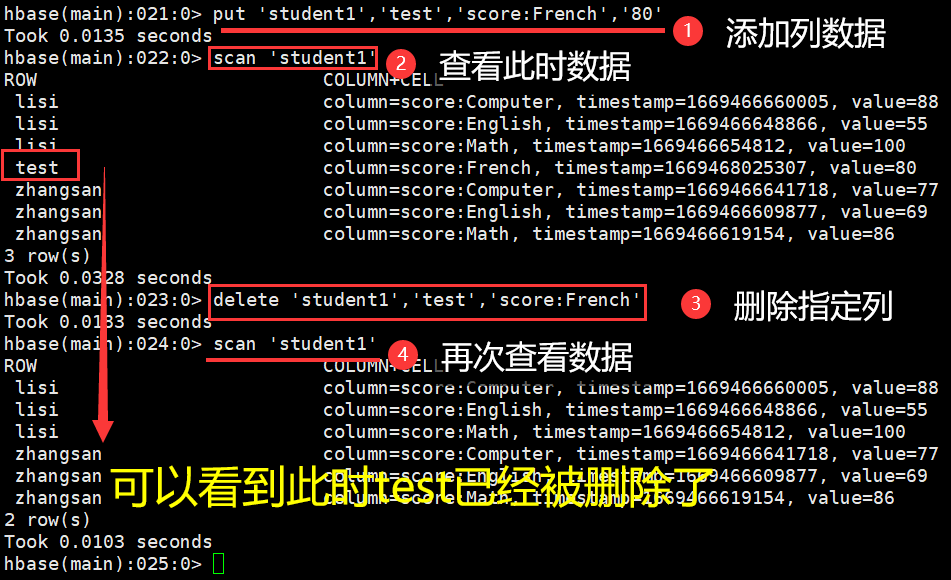 hbase(main):021:0> put 'student1','test','score:French','80'
1 添加列数据
Took 0.0135 seconds
hbase(main):022:0> scan 'student1'
2 查看此时数据
ROW COLUMN+CELL
lisi column=score:Computer, timestamp=1669466660005, value=88
lisi column=score:English, timestamp=1669466648866, value=55
lisi column=score:Math, timestamp=1669466654812, value=100
test column=score:French, timestamp=1669468025307, value=80
zhangsan column=score:Computer, timestamp=1669466641718, value=77
zhangsan column=score:English, timestamp=1669466609877, value=69
zhangsan column=score:Math, timestamp=1669466619154, value=86
3 row(s)
Took 0.0328 seconds
hbase(main):023:0> delete 'student1','test','score:French'
3 删除指定列
Took 0.0133 seconds
hbase(main):024:0> scan 'student1'
4 再次查看数据
ROW COLUMN+CELL
lisi column=score:Computer, timestamp=1669466660005, value=88
lisi column=score:English, timestamp=1669466648866, value=55
lisi column=score:Math, timestamp=1669466654812, value=100
zhangsan column=score:Computer, timestamp=1669466641718, value=77
zhangsan column=score:English, timestamp=1669466609877, value=69
可以看到此时test已经被删除了
zhangsan column=score:Math, timestamp=1669466619154, value=86
2 row(s)
Took 0.0103 seconds
hbase(main):025:0>